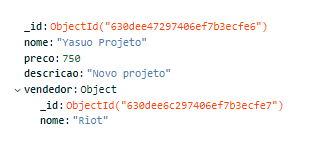 _id: ObjectId("630dee47297406ef7b3ecfe6")
nome: "Yasuo Projeto"
preco: 750
descricao: "Novo projeto"
vendedor: Object
_id: ObjectId("630dee6c297406ef7b3ecfe7")
nome: "Riot"